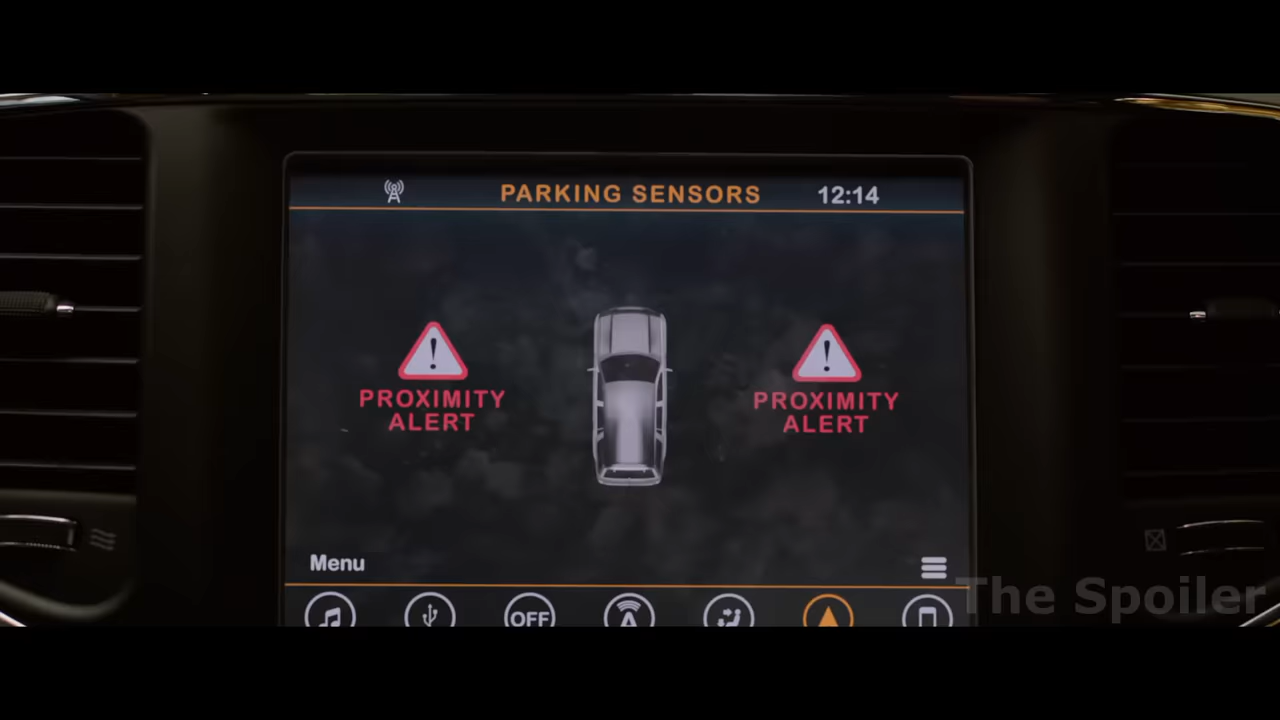 PARKING SENSORS
12:14
PROXIMITY
ALERT
PROXIMITY
ALERT
Menu
OFF
A
The Spoiler